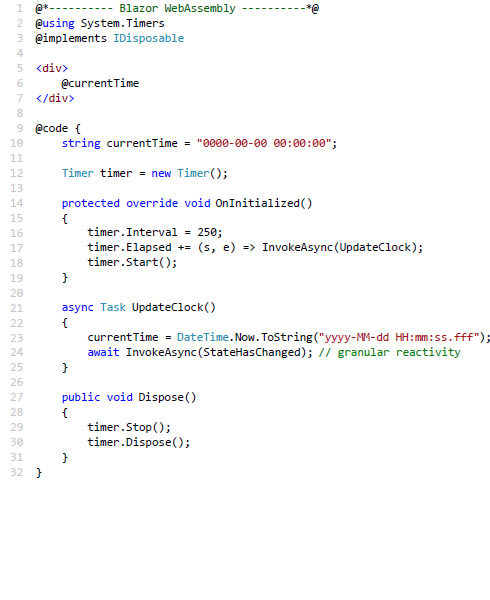 1 @*---------- Blazor WebAssembly ----------*@
2 @using System.Timers
3 @implements IDisposable
4
5 <div>
6     @currentTime
7 </div>
8
9 @code {
10     string currentTime = "0000-00-00 00:00:00";
11
12     Timer timer = new Timer();
13
14     protected override void OnInitialized()
15     {
16         timer.Interval = 250;
17         timer.Elapsed += (s, e) => InvokeAsync(UpdateClock);
18         timer.Start();
19     }
20
21     async Task UpdateClock()
22     {
23         currentTime = DateTime.Now.ToString("yyyy-MM-dd HH:mm:ss.fff");
24         await InvokeAsync(StateHasChanged); // granular reactivity
25     }
26
27     public void Dispose()
28     {
29         timer.Stop();
30         timer.Dispose();
31     }
32 }